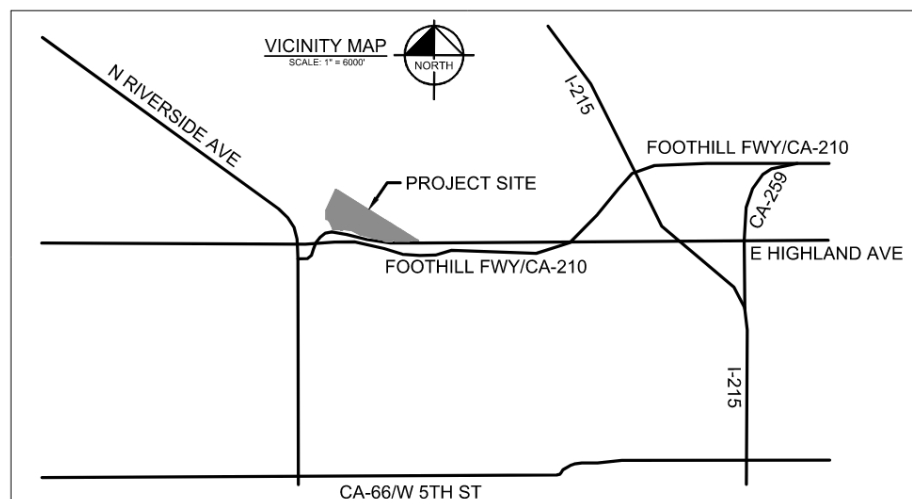 VICINITY MAP
SCALE: 1" = 6000'
NORTH
N RIVERSIDE AVE
I-215
FOOTHILL FWY/CA-210
PROJECT SITE
CA-259
E HIGHLAND AVE
FOOTHILL FWY/CA-210
I-215
CA-66/W 5TH ST